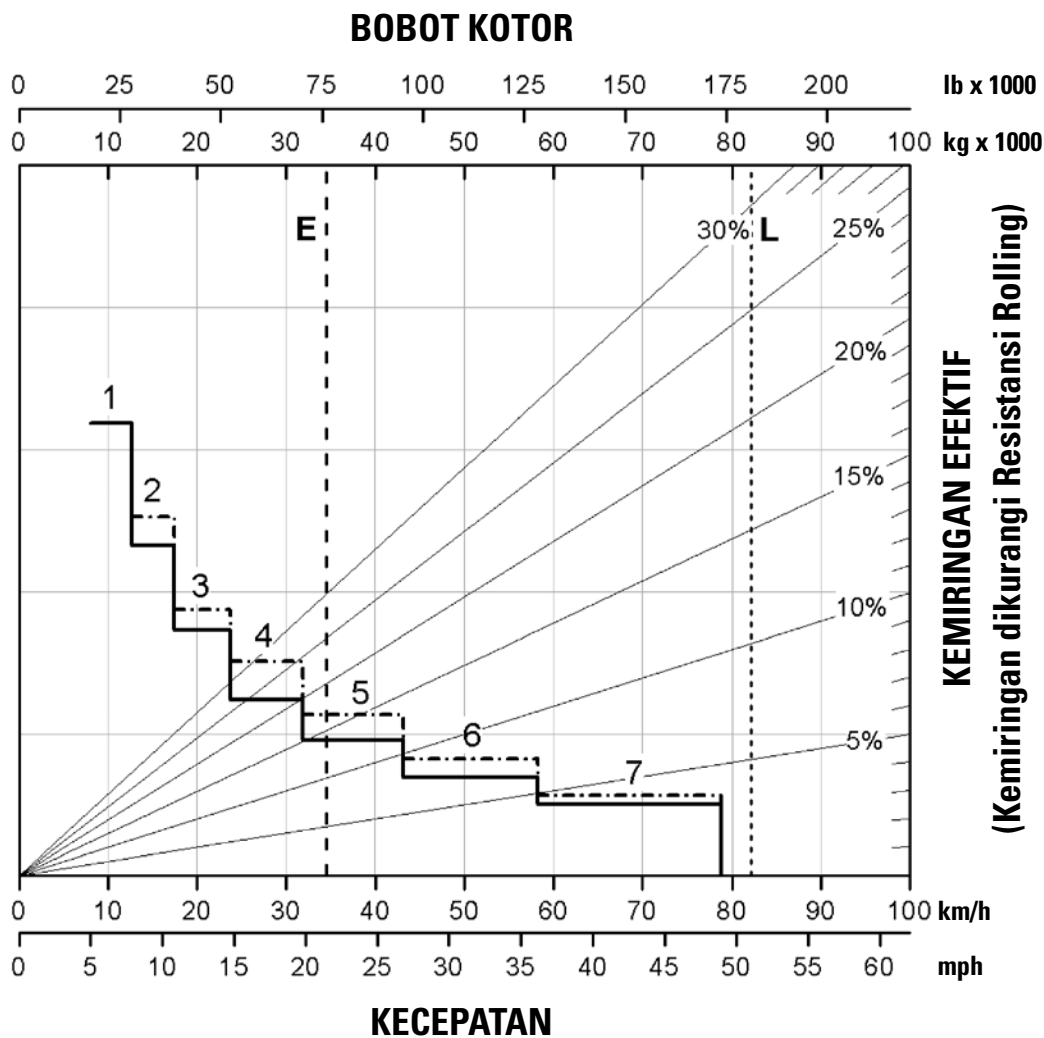 BOBOT KOTOR
0 25 50 75 100 125 150 175 200 lb x 1000
0 10 20 30 40 50 60 70 80 90 100 kg x 1000
E 30% L 25%
20%
15%
10%
5%
1
2
3
4
5
6
7
KEMIRINGAN EFEKTIF
(Kemiringan dikurangi Resistansi Rolling)
0 10 20 30 40 50 60 70 80 90 100 km/h
0 5 10 15 20 25 30 35 40 45 50 55 60 mph
KECEPATAN